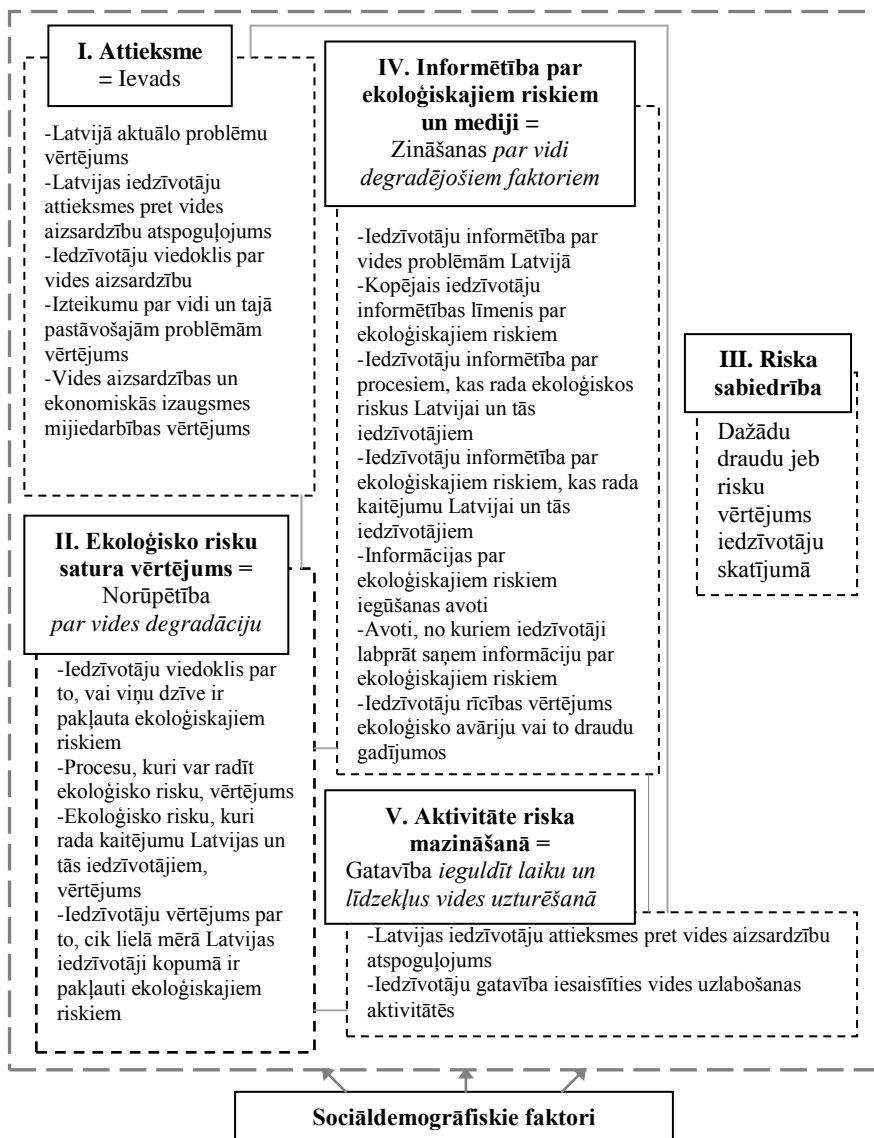 I. Attieksme
= Ievads
-Latvijā aktuālo problēmu
vērtējums
-Latvijas iedzīvotāju
attieksmes pret vides
aizsardzību atspoguļojums
-Iedzīvotāju viedoklis par
vides aizsardzību
-Izteikumu par vidi un tajā
pastāvošajām problēmām
vērtējums
-Vides aizsardzības un
ekonomiskās izaugsmes
mijiedarbības vērtējums
II. Ekoloģisko risku
satura vērtējums =
Norūpētība
par vides degradāciju
-Iedzīvotāju viedoklis par
to, vai viņu dzīve ir
pakļauta ekoloģiskajiem
riskiem
-Procesu, kuri var radīt
ekoloģisko risku, vērtējums
-Ekoloģisko risku, kuri
rada kaitējumu Latvijas un
tās iedzīvotājiem,
vērtējums
-Iedzīvotāju vērtējums par
to, cik lielā mērā Latvijas
iedzīvotāji kopumā ir
pakļauti ekoloģiskajiem
riskiem
IV. Informētība par
ekoloģiskajiem riskiem
un mediji =
Zināšanas par vidi
degradējošiem faktoriem
-Iedzīvotāju informētība par
vides problēmām Latvijā
-Kopējais iedzīvotāju
informētības līmenis par
ekoloģiskajiem riskiem
-Iedzīvotāju informētība par
procesiem, kas rada ekoloģiskos
riskus Latvijai un tās
iedzīvotājiem
-Iedzīvotāju informētība par
ekoloģiskajiem riskiem, kas rada
kaitējumu Latvijai un tās
iedzīvotājiem
-Informācijas par
ekoloģiskajiem riskiem
iegūšanas avoti
-Avoti, no kuriem iedzīvotāji
labprāt saņem informāciju par
ekoloģiskajiem riskiem
-Iedzīvotāju rīcības vērtējums
ekoloģisko avāriju vai to draudu
gadījumos
III. Riska
sabiedrība
Dažādu
draudu jeb
risku
vērtējums
iedzīvotāju
skatījumā
V. Aktivitāte riska
mazināšanā =
Gatavība ieguldīt laiku un
līdzekļus vides uzturēšanā
-Latvijas iedzīvotāju attieksmes pret vides aizsardzību
atspoguļojums
-Iedzīvotāju gatavība iesaistīties vides uzlabošanas
aktivitātēs
Sociāldemogrāfiskie faktori